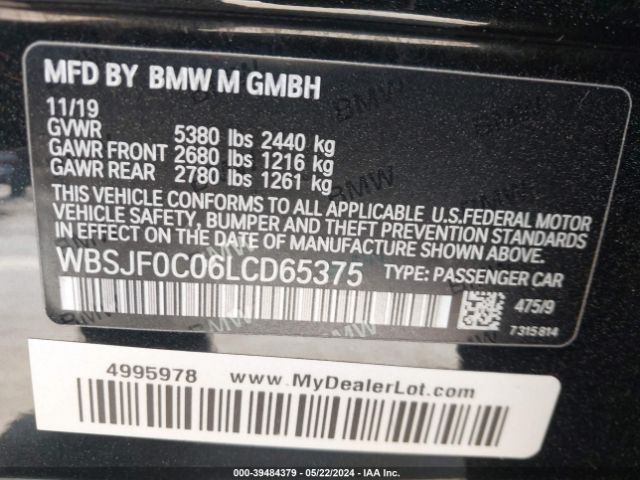 MFD BY BMW M GMBH
11/19
GVWR 5380 lbs 2440 kg
GAWR FRONT 2680 lbs 1216 kg
GAWR REAR 2780 lbs 1261 kg
THIS VEHICLE CONFORMS TO ALL APPLICABLE U.S.FEDERAL MOTOR
VEHICLE SAFETY, BUMPER AND THEFT PREVENTION STANDARDS
IN EFFECT ON THE DATE OF MANUFACTURE SHOWN ABOVE.
WBSJF0C06LCD65375 TYPE: PASSENGER CAR
475/9
7315814
4995978 www.MyDealerLot.com
000-39484379 - 05/22/2024 - IAA Inc.